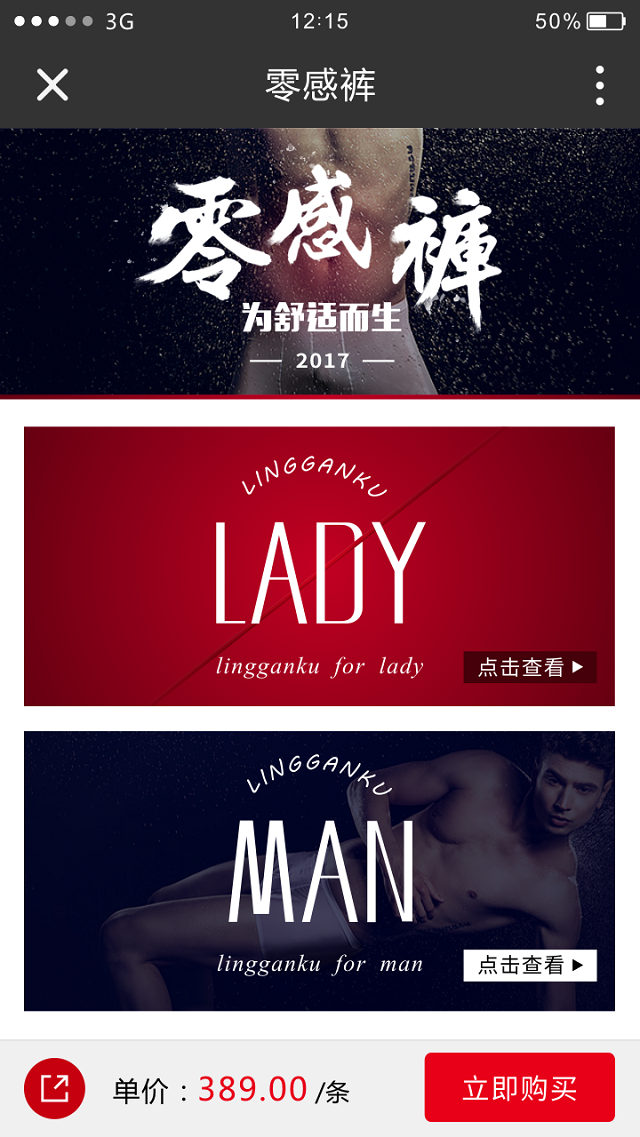 3G 12:15 50%
零感裤
零感裤
为舒适而生
2017
LINGGANKU
LADY
lingganku for lady
点击查看
LINGGANKU
MAN
lingganku for man
点击查看
单价：389.00 /条
立即购买